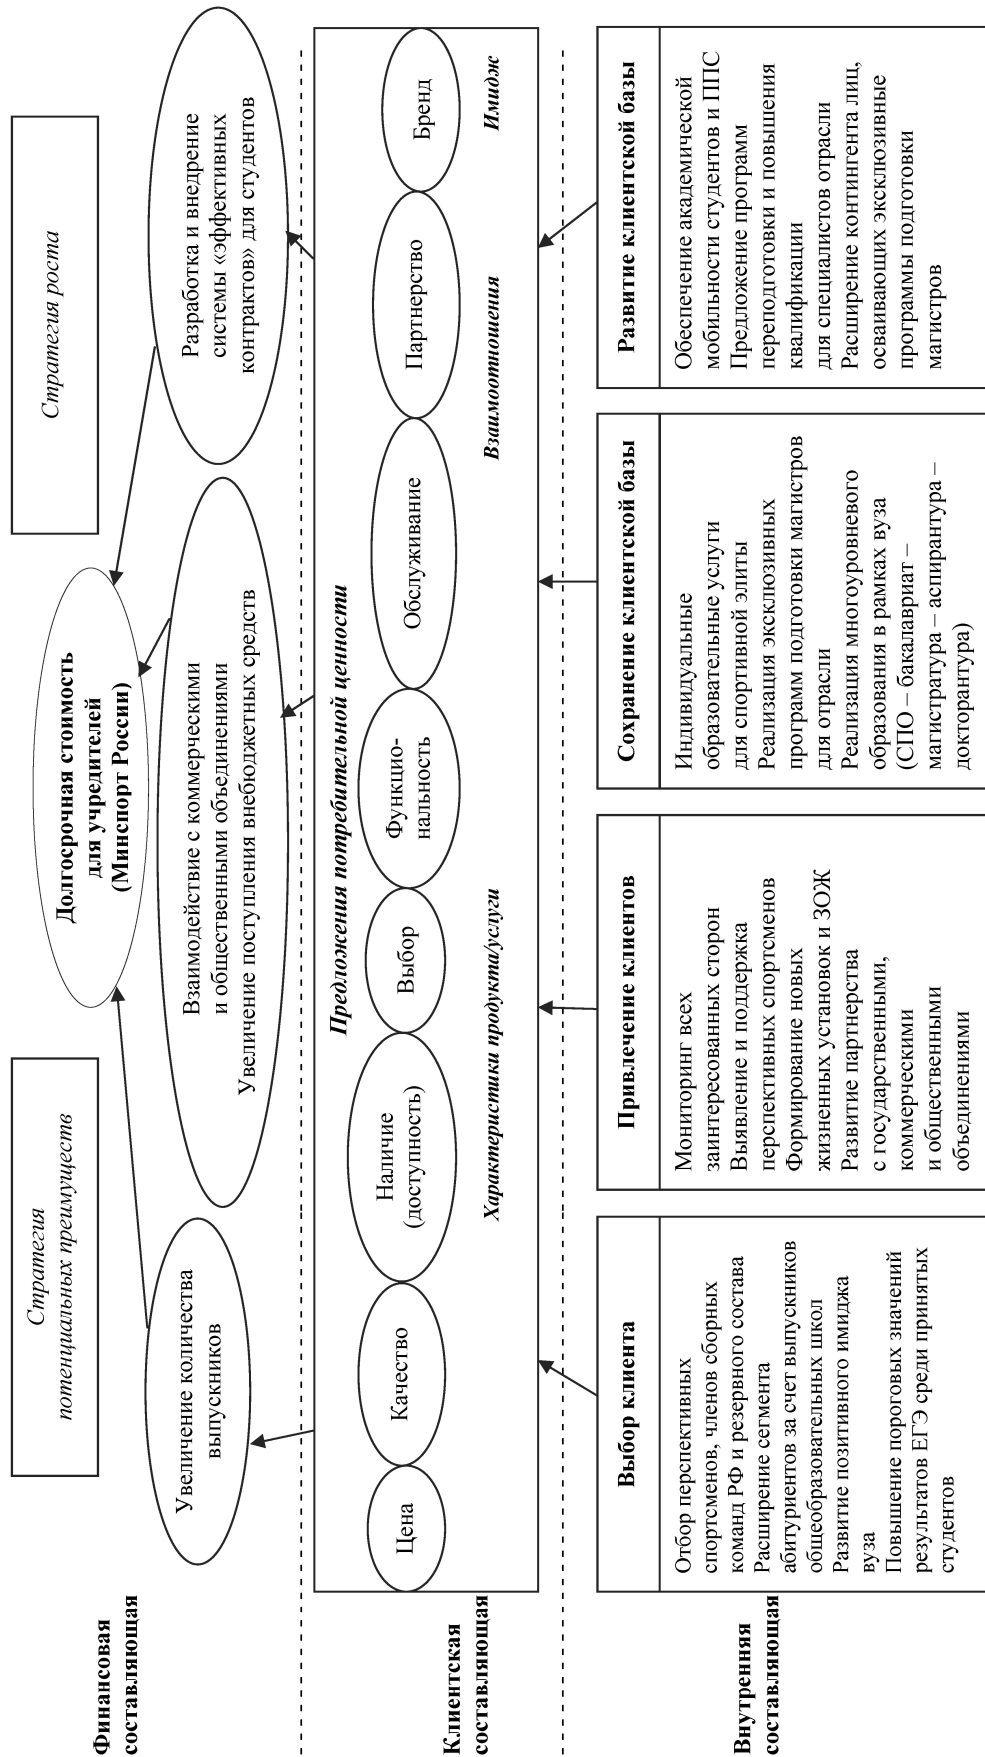 Финансовая
составляющая
Стратегия
потенциальных преимуществ
Долгосрочная стоимость
для учредителей
(Минспорт России)
Стратегия роста
Увеличение количества
выпускников
Взаимодействие с коммерческими
и общественными объединениями
Увеличение поступления внебюджетных средств
Разработка и внедрение
системы «эффективных
контрактов» для студентов
Клиентская
составляющая
Предложения потребительной ценности
Цена
Качество
Наличие
(доступность)
Выбор
Функцио-
нальность
Обслуживание
Партнерство
Бренд
Характеристики продукта/услуги
Взаимоотношения
Имидж
Внутренняя
составляющая
Выбор клиента
Отбор перспективных
спортсменов, членов сборных
команд РФ и резервного состава
Расширение сегмента
абитуриентов за счет выпускников
общеобразовательных школ
Развитие позитивного имиджа
вуза
Повышение пороговых значений
результатов ЕГЭ среди принятых
студентов
Привлечение клиентов
Мониторинг всех
заинтересованных сторон
Выявление и поддержка
перспективных спортсменов
Формирование новых
жизненных установок и ЗОЖ
Развитие партнерства
с государственными,
коммерческими
и общественными
объединениями
Сохранение клиентской базы
Индивидуальные
образовательные услуги
для спортивной элиты
Реализация эксклюзивных
программ подготовки магистров
для отрасли
Реализация многоуровневого
образования в рамках вуза
(СПО – бакалавриат –
магистратура – аспирантура –
докторантура)
Развитие клиентской базы
Обеспечение академической
мобильности студентов и ППС
Предложение программ
переподготовки и повышения
квалификации
для специалистов отрасли
Расширение контингента лиц,
осваивающих эксклюзивные
программы подготовки
магистров